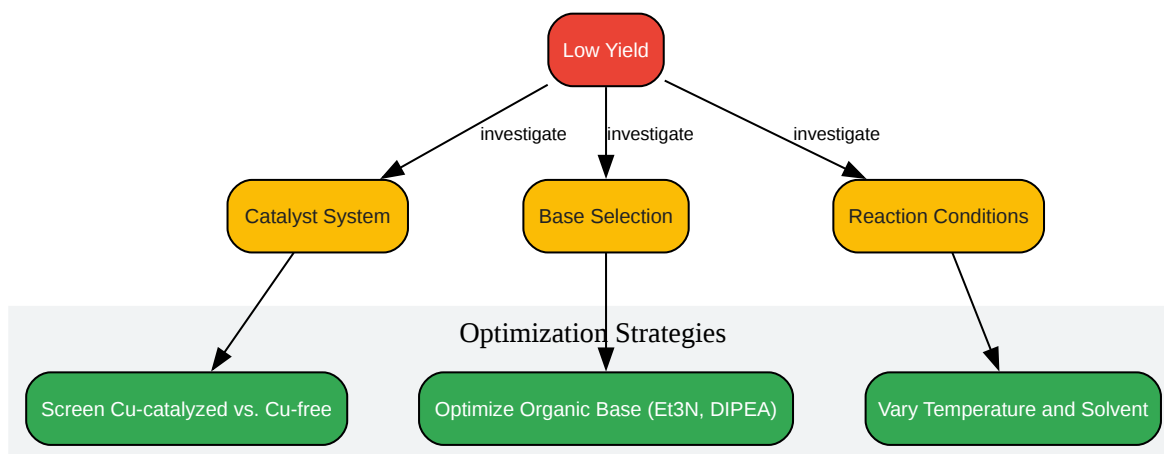 Low Yield
investigate
investigate
investigate
Catalyst System
Base Selection
Reaction Conditions
Optimization Strategies
Screen Cu-catalyzed vs. Cu-free
Optimize Organic Base (Et3N, DIPEA)
Vary Temperature and Solvent